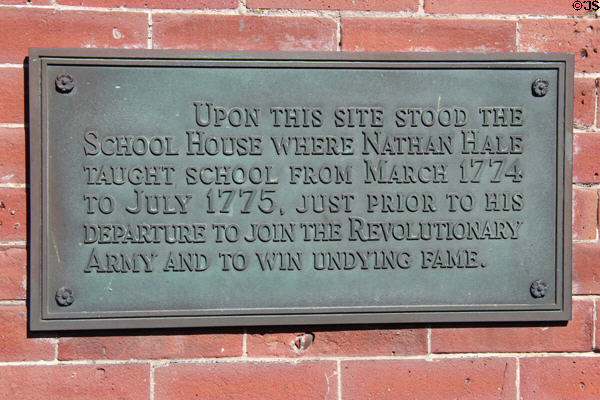 ©JS
Upon this site stood the
School House where Nathan Hale
taught school from March 1774
to July 1775, just prior to his
departure to join the Revolutionary
Army and to win undying fame.